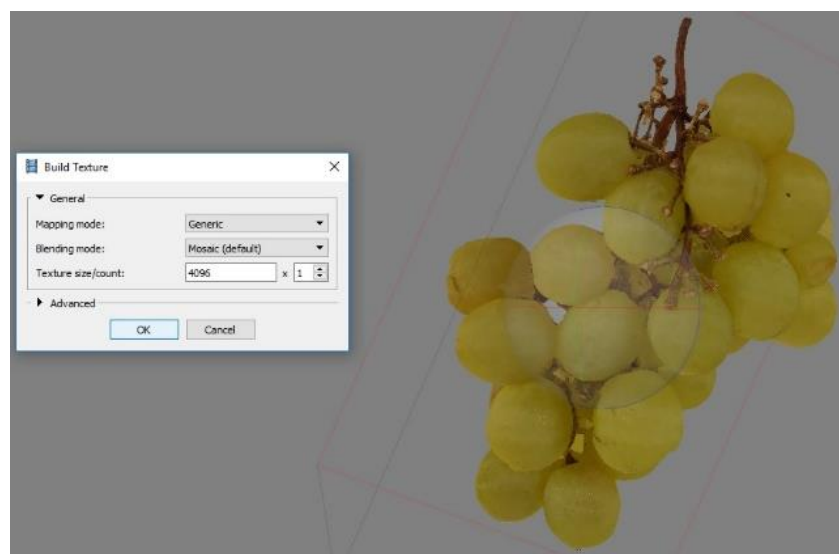 Build Texture
General
Mapping mode: Generic
Blending mode: Mosaic (default)
Texture size/count: 4096 x 1
Advanced
OK Cancel